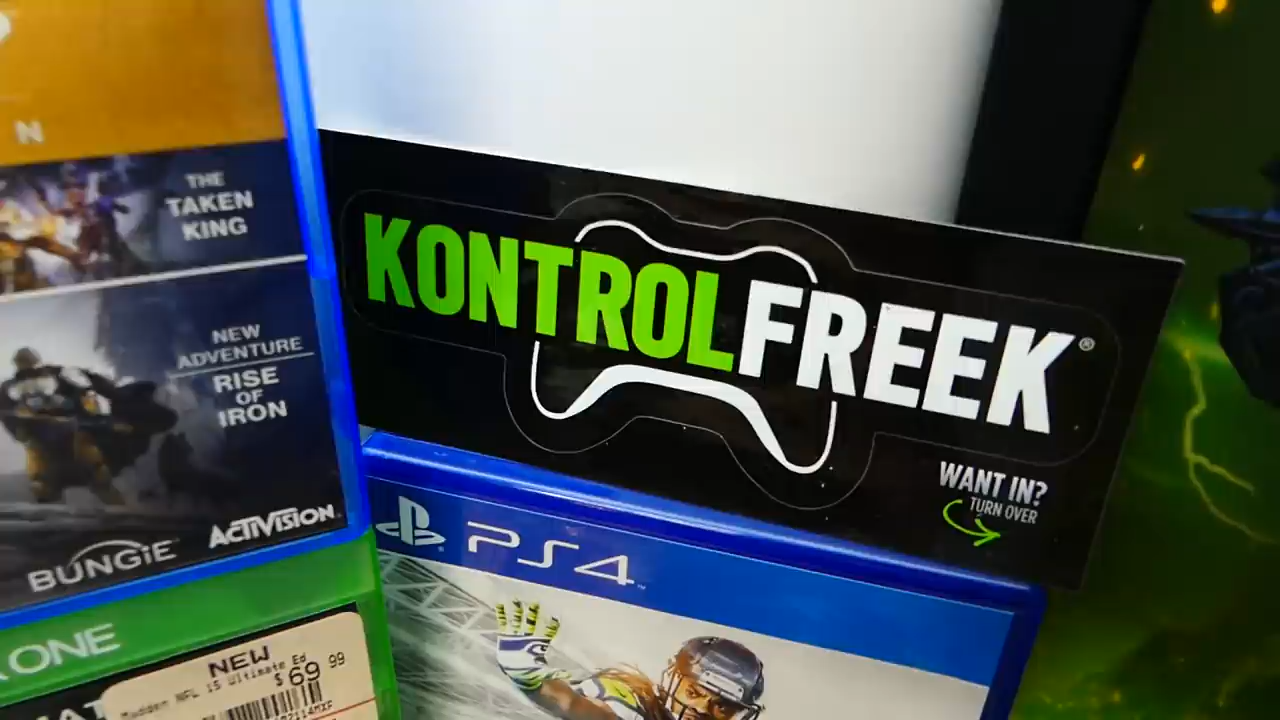 N
THE
TAKEN
KING
NEW
ADVENTURE
RISE
OF
IRON
BUNGIE
ACTIVISION
KONTROLFREEK®
WANT IN?
TURN OVER
PS4
ONE
NEW
Madden NFL 15 Ultimate Ed
$69 99